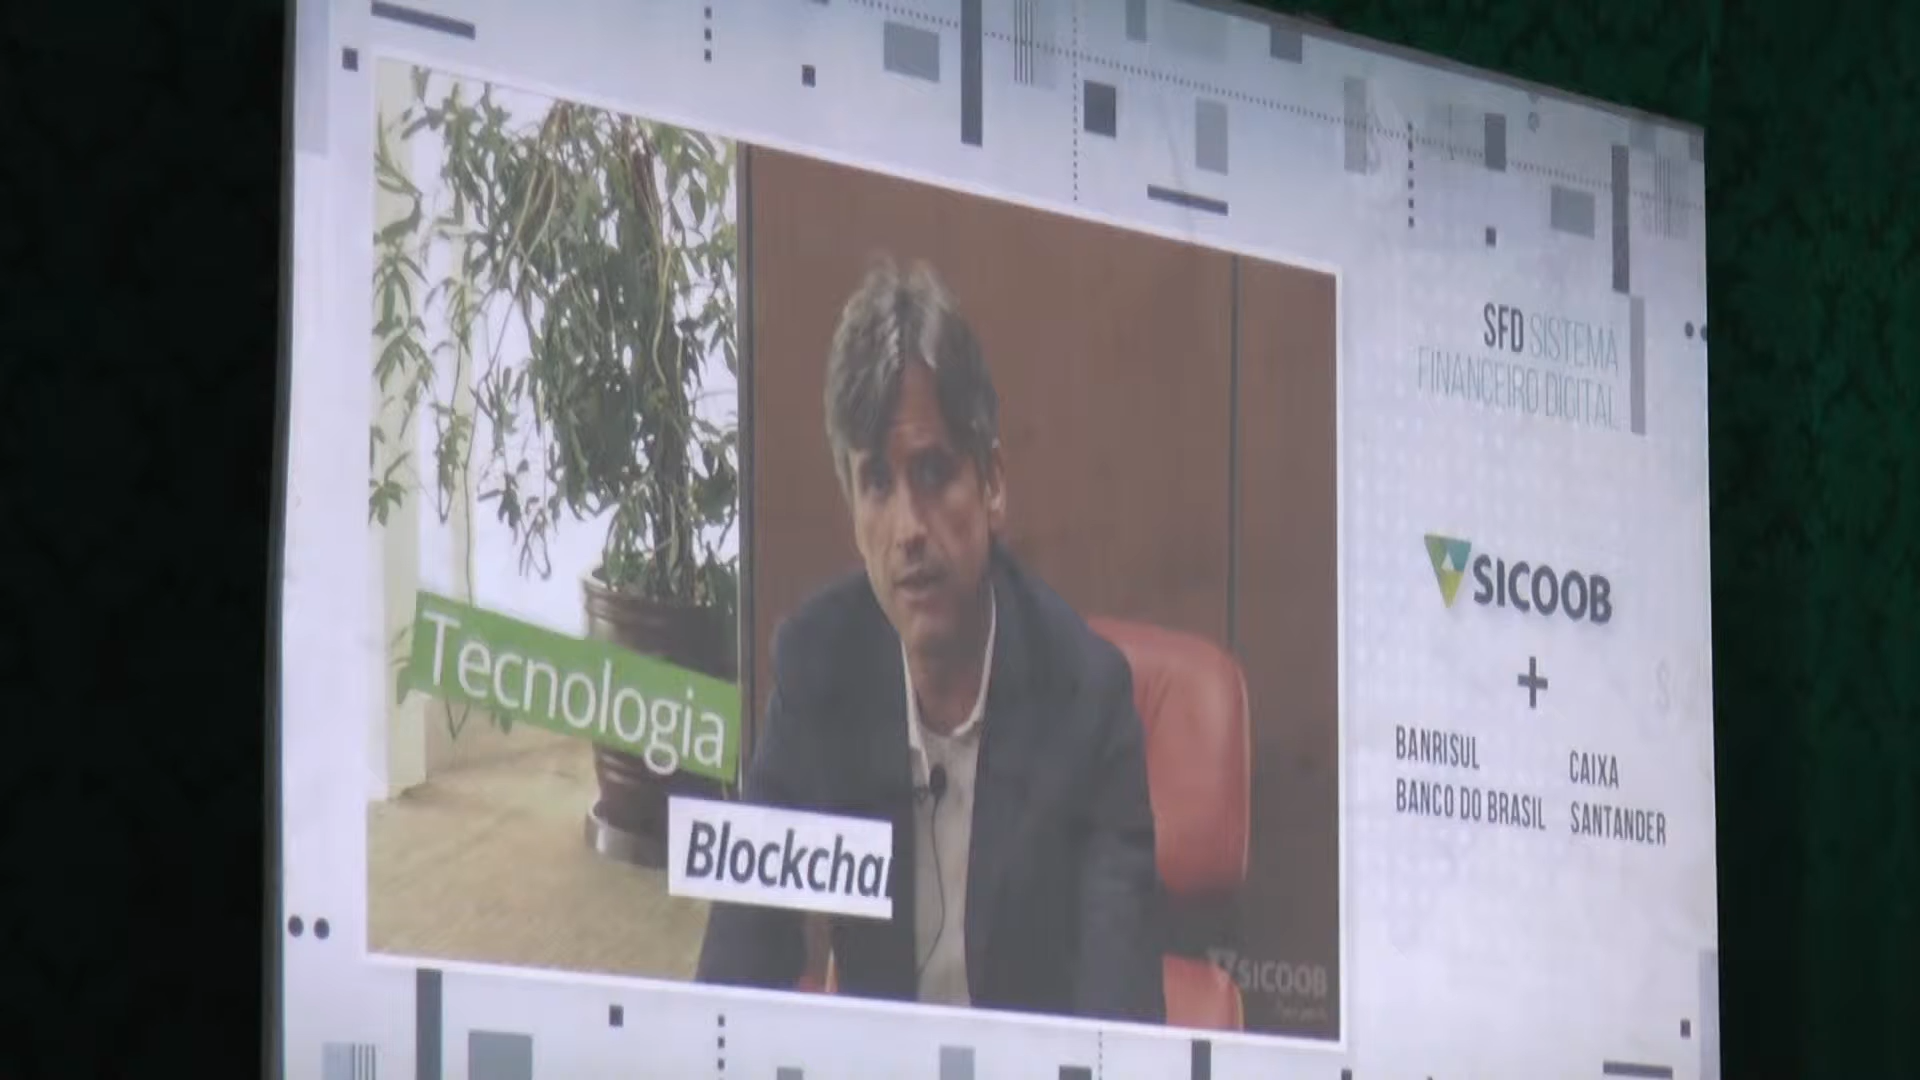 SFD SISTEMA
FINANCEIRO DIGITAL
SICOOB
+
BANRISUL
CAIXA
BANCO DO BRASIL
SANTANDER
Tecnologia
Blockchai
SICOOB